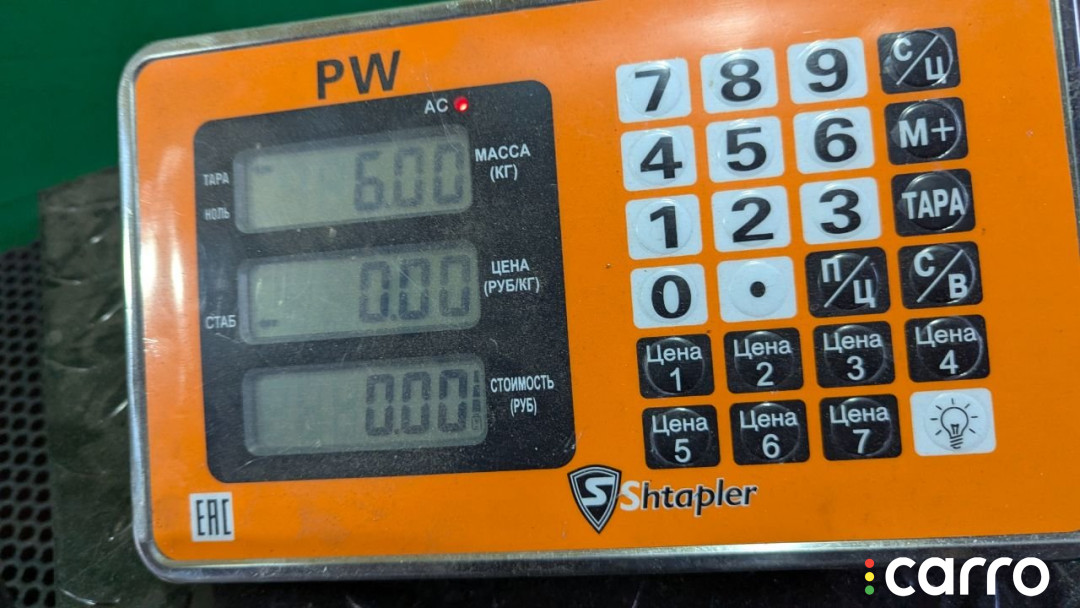 PW
AC
ТАРА
НОЛЬ
6.00
МАССА
(КГ)
СТАБ
0.00
ЦЕНА
(РУБ/КГ)
0.00
СТОИМОСТЬ
(РУБ)
7 8 9 С/Ц
4 5 6 М+
1 2 3 ТАРА
0 . П/Ц С/В
Цена 1 Цена 2 Цена 3 Цена 4
Цена 5 Цена 6 Цена 7
EAC
S Shtapler
carro